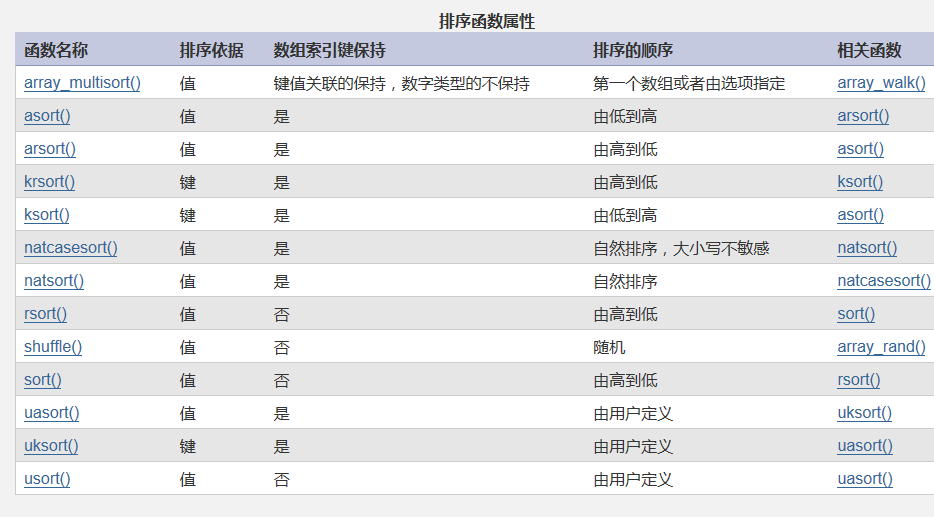 排序函数属性
函数名称 排序依据 数组索引键保持 排序的顺序 相关函数
array_multisort() 值 键值关联的保持，数字类型的不保持 第一个数组或者由选项指定 array_walk()
asort() 值 是 由低到高 arsort()
arsort() 值 是 由高到低 asort()
krsort() 键 是 由高到低 ksort()
ksort() 键 是 由低到高 asort()
natcasesort() 值 是 自然排序，大小写不敏感 natsort()
natsort() 值 是 自然排序 natcasesort()
rsort() 值 否 由高到低 sort()
shuffle() 值 否 随机 array_rand()
sort() 值 否 由高到低 rsort()
uasort() 值 是 由用户定义 uksort()
uksort() 键 是 由用户定义 uasort()
usort() 值 否 由用户定义 uasort()